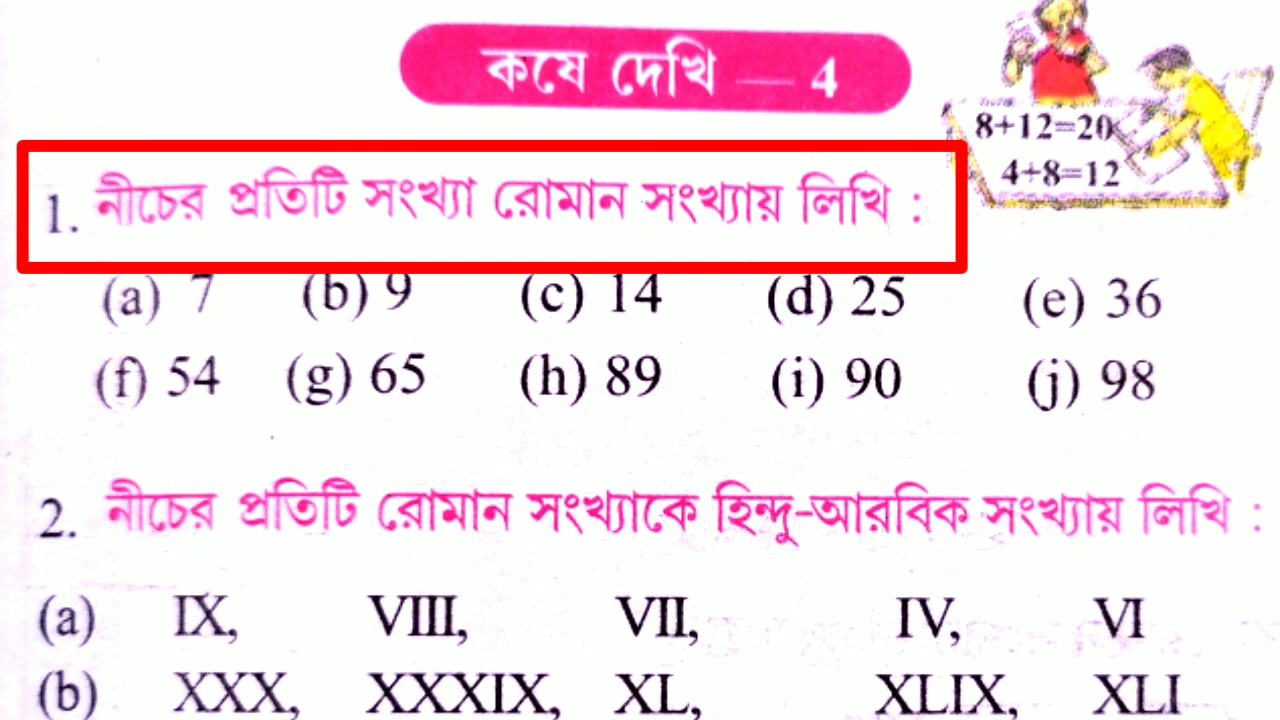 কষে দেখি — 4
8+12=20
4+8=12
1. নীচের প্রতিটি সংখ্যা রোমান সংখ্যায় লিখি :
(a) 7 (b) 9 (c) 14 (d) 25 (e) 36
(f) 54 (g) 65 (h) 89 (i) 90 (j) 98
2. নীচের প্রতিটি রোমান সংখ্যাকে হিন্দু-আরবিক সংখ্যায় লিখি :
(a) IX, VIII, VII, IV, VI
(b) XXX, XXXIX, XL, XLIX, XLI